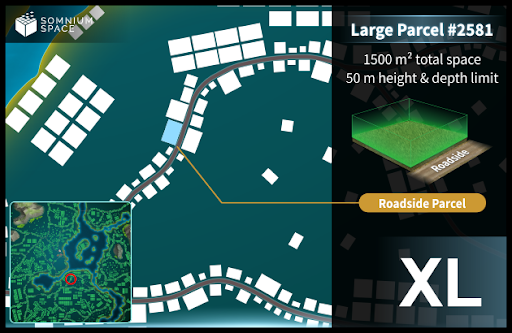 SOMNIUM
SPACE
Large Parcel #2581
1500 m² total space
50 m height & depth limit
Roadside
Roadside Parcel
XL